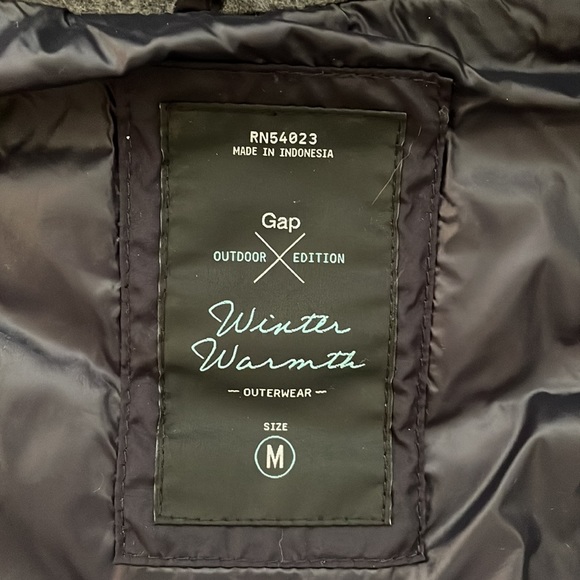 RN54023
MADE IN INDONESIA
Gap
OUTDOOR EDITION
Winter
Warmth
— OUTERWEAR —
SIZE
M